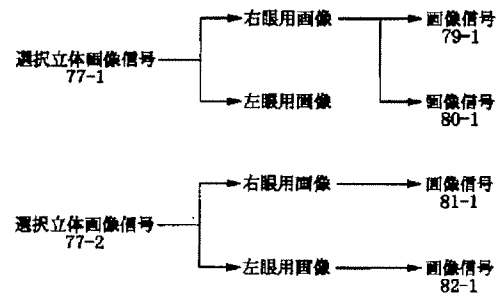 右眼用画像
画像信号
79-1
選択立体画像信号
77-1
左眼用画像
画像信号
80-1
右眼用画像
画像信号
81-1
選択立体画像信号
77-2
左眼用画像
画像信号
82-1